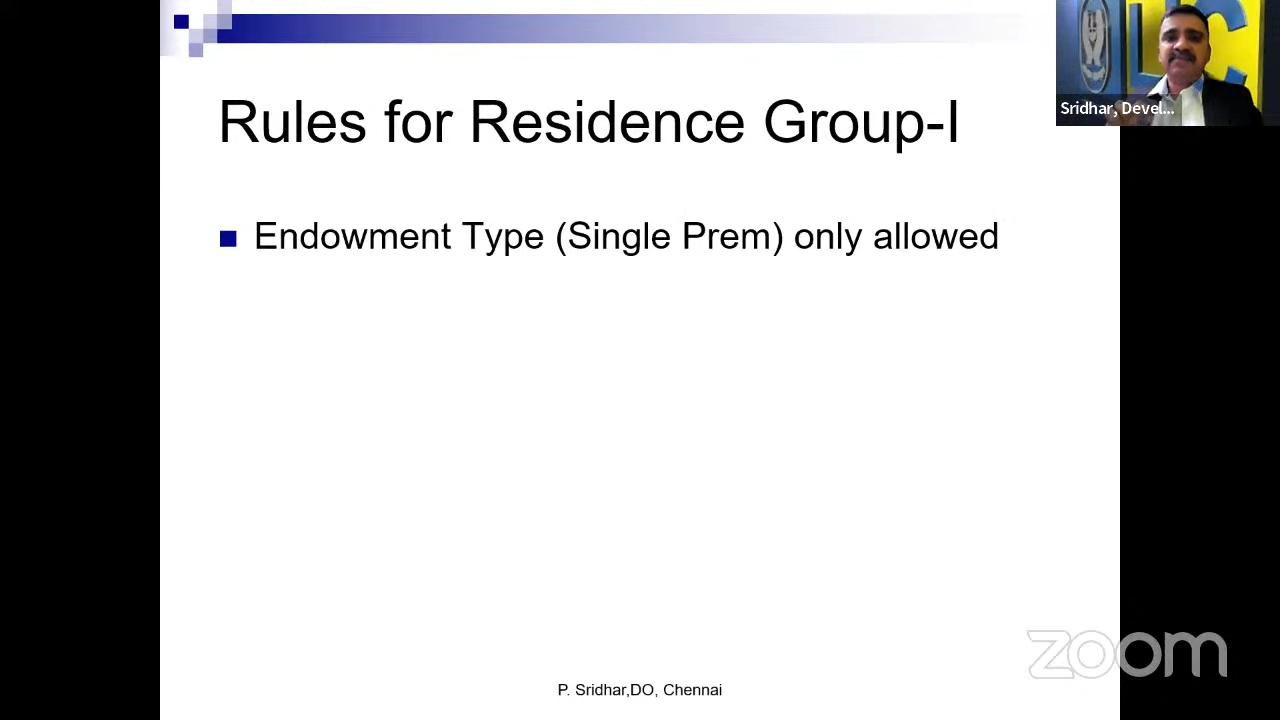 Rules for Residence Group-I
Sridhar, Devel...
Endowment Type (Single Prem) only allowed
zoom
P. Sridhar,DO, Chennai